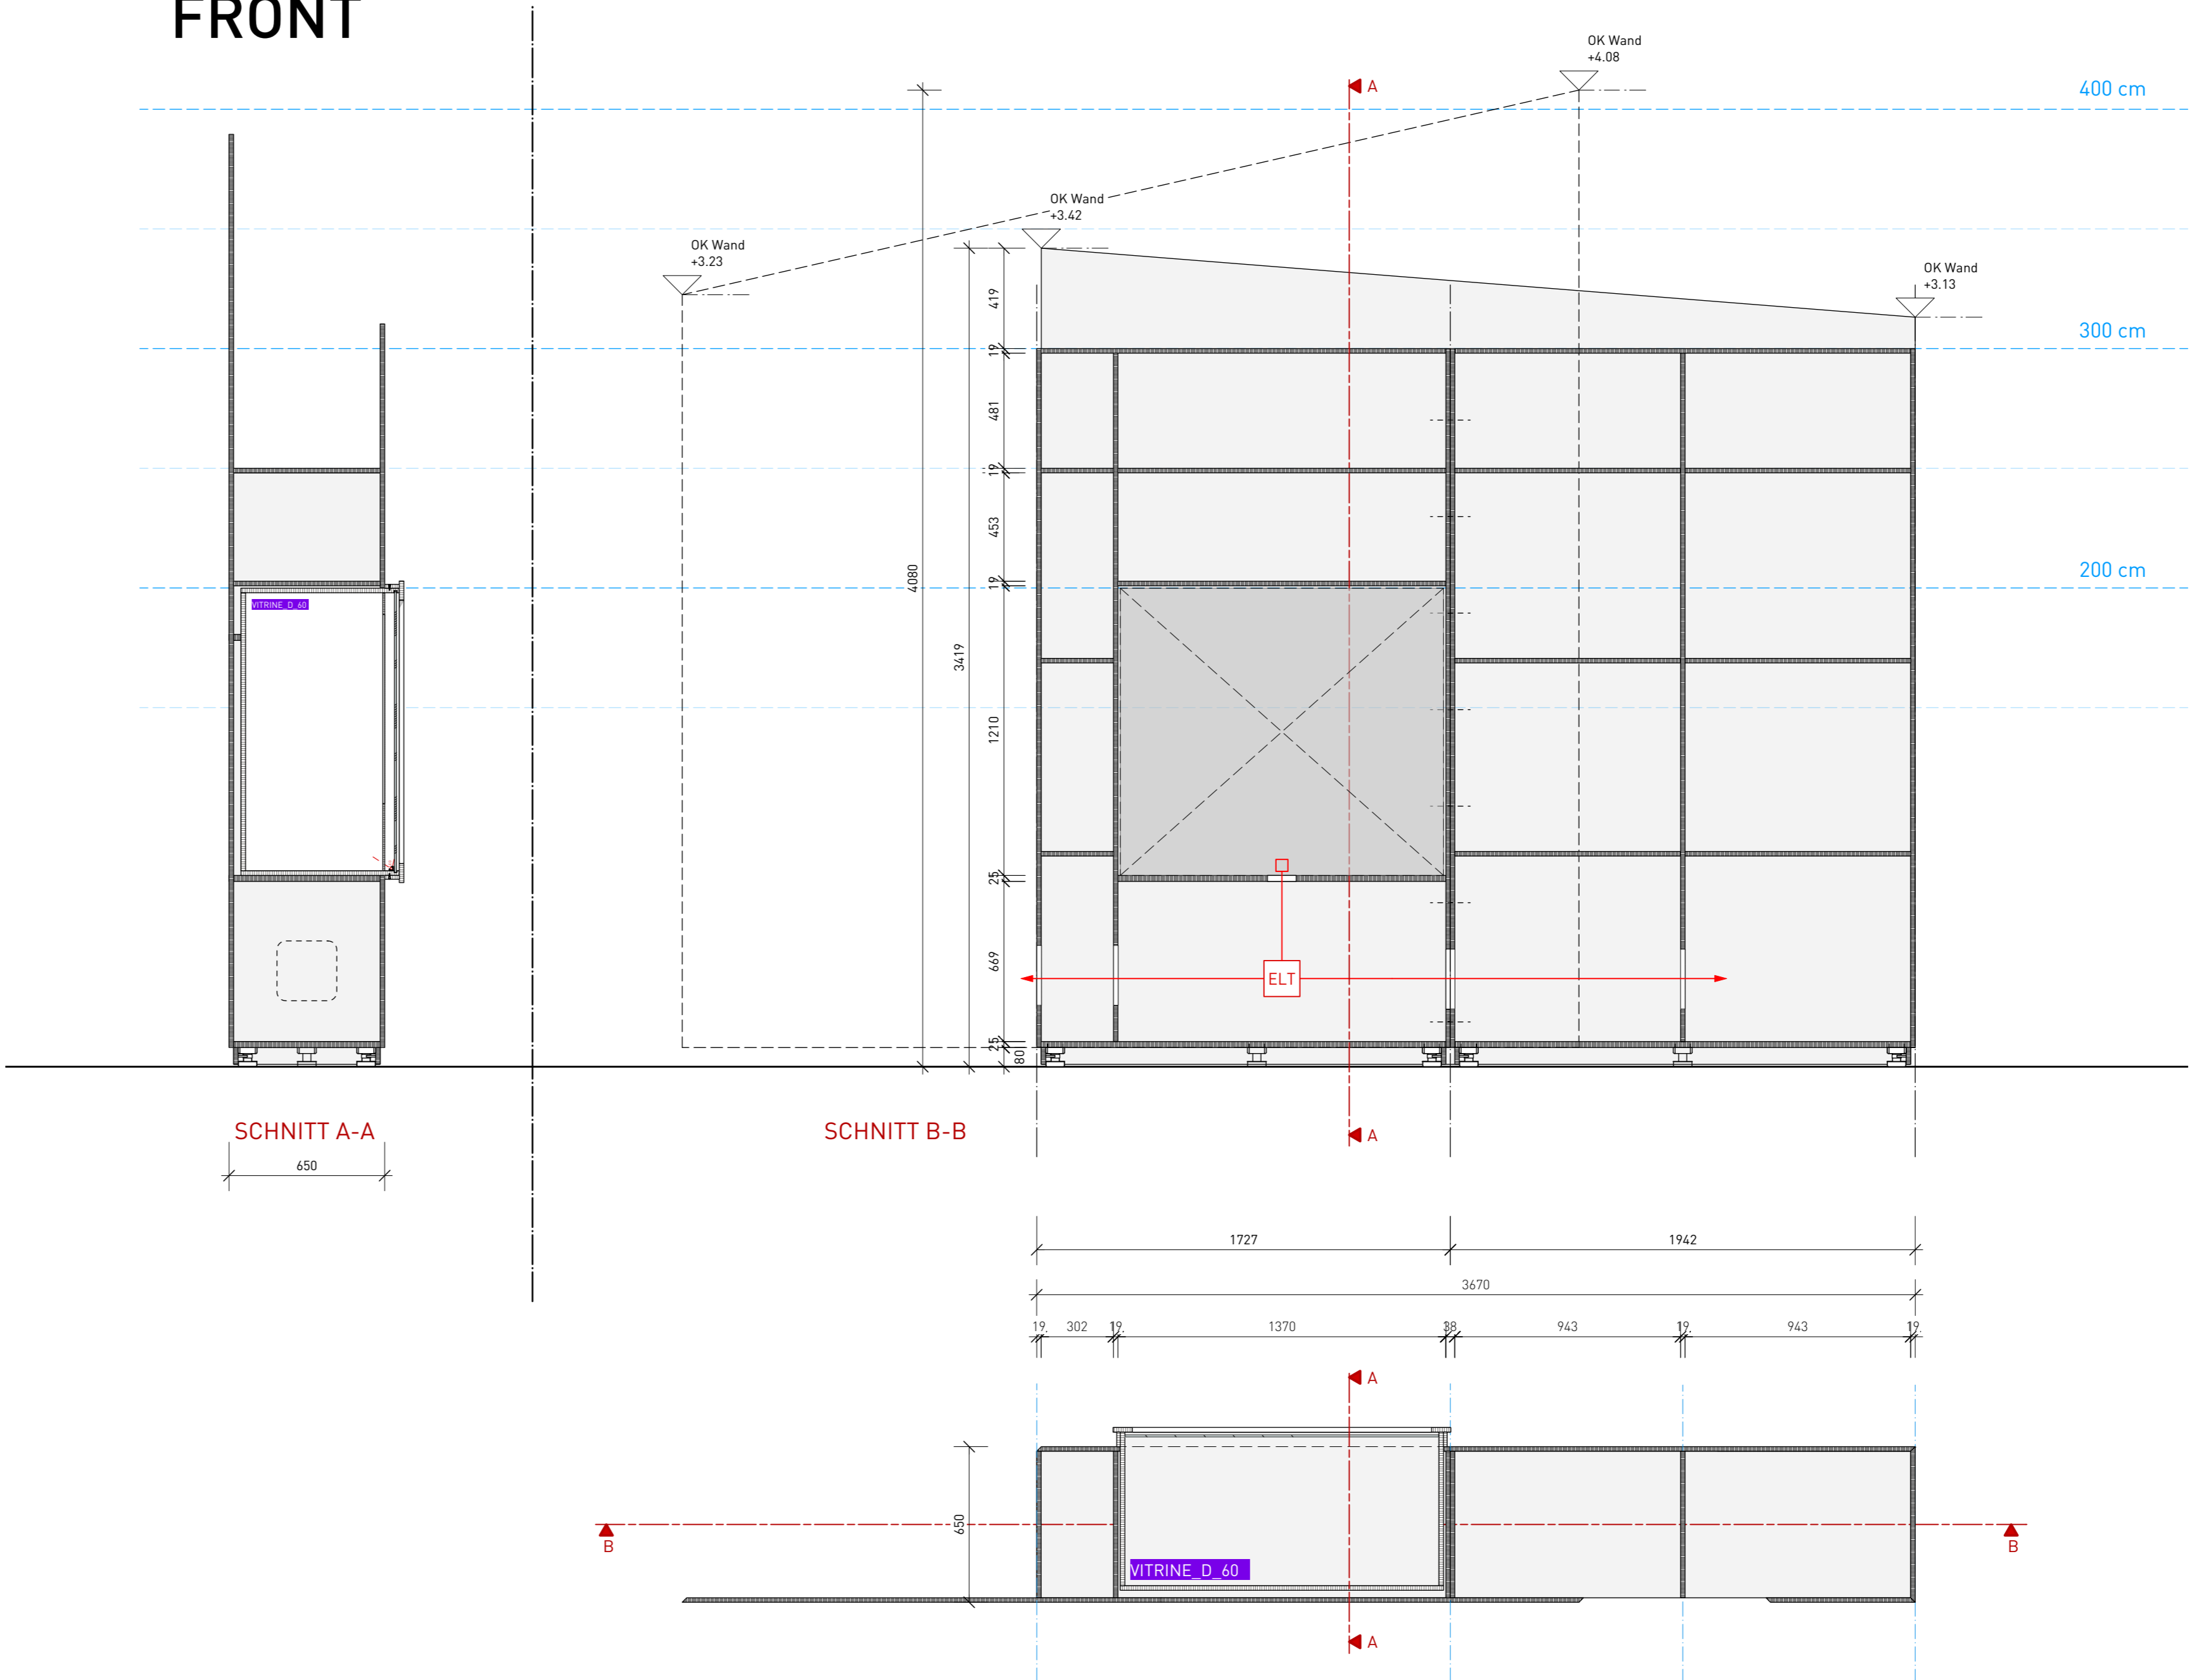 FRONT
OK Wand
+4.08
A
400 cm
OK Wand
+3.42
OK Wand
+3.23
OK Wand
+3.13
419
300 cm
19
481
19
453
4080
200 cm
19
VITRINE_D_60
3419
1210
25
669
ELT
25
80
SCHNITT A-A
SCHNITT B-B
A
650
1727
1942
3670
19
302
19
1370
38
943
19
943
19
A
650
B
B
VITRINE_D_60
A